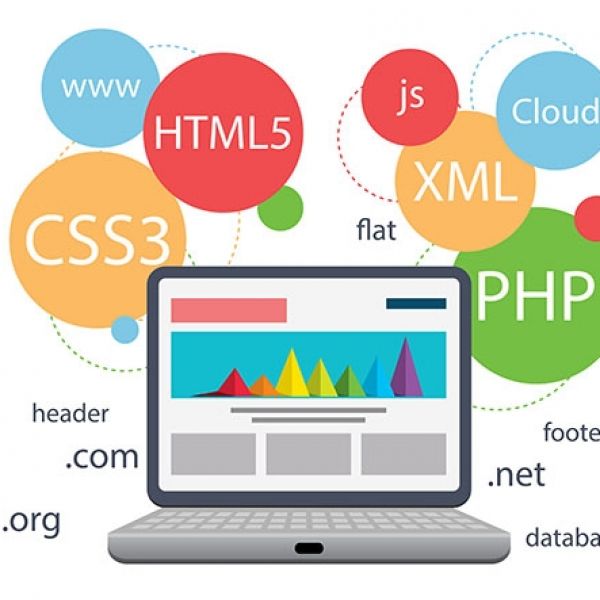 www
HTML5
CSS3
js
Cloud
XML
flat
PHP
header
.com
.org
foote
.net
databa